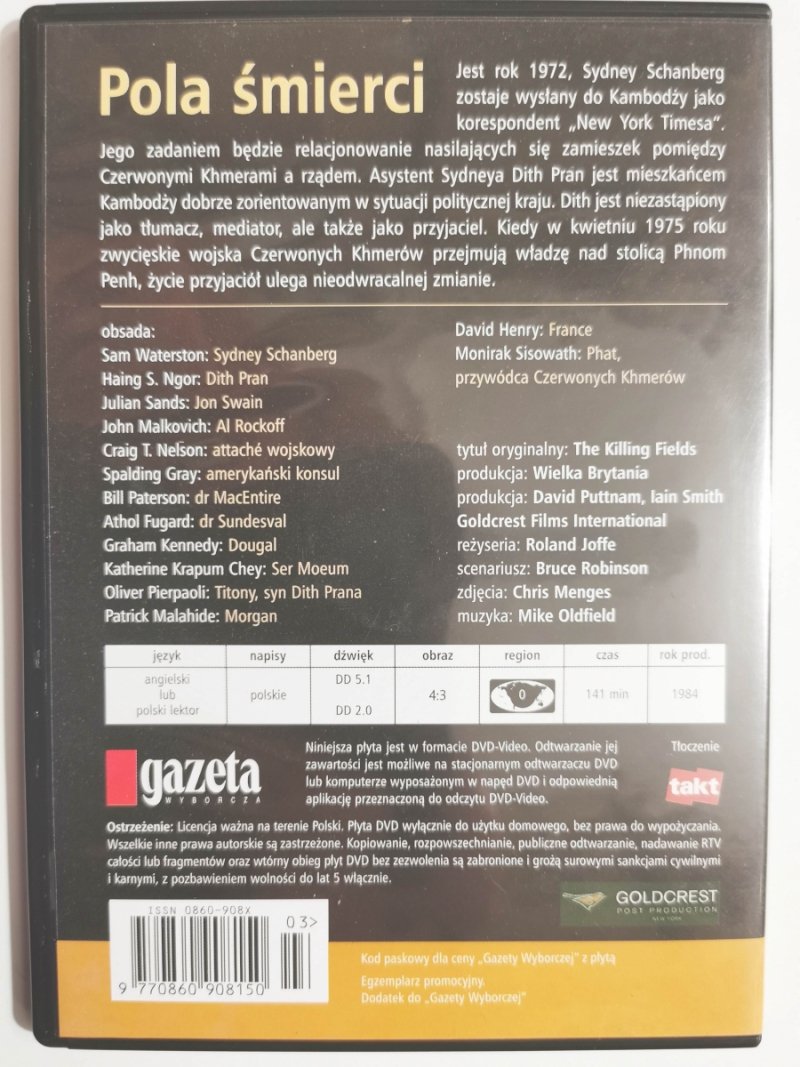 Pola śmierci
Jest rok 1972, Sydney Schanberg
zostaje wysłany do Kambodży jako
korespondent „New York Timesa”.
Jego zadaniem będzie relacjonowanie nasilających się zamieszek pomiędzy
Czerwonymi Khmerami a rządem. Asystent Sydneya Dith Pran jest mieszkańcem
Kambodży dobrze zorientowanym w sytuacji politycznej kraju. Dith jest niezastąpiony
jako tłumacz, mediator, ale także jako przyjaciel. Kiedy w kwietniu 1975 roku
zwycięskie wojska Czerwonych Khmerów przejmują władzę nad stolicą Phnom
Penh, życie przyjaciół ulega nieodwracalnej zmianie.
obsada:
Sam Waterston: Sydney Schanberg
Haing S. Ngor: Dith Pran
Julian Sands: Jon Swain
John Malkovich: Al Rockoff
Craig T. Nelson: attaché wojskowy
Spalding Gray: amerykański konsul
Bill Paterson: dr MacEntire
Athol Fugard: dr Sundesval
Graham Kennedy: Dougal
Katherine Krapum Chey: Ser Moeum
Oliver Pierpaoli: Titony, syn Dith Prana
Patrick Malahide: Morgan
David Henry: France
Monirak Sisowath: Phat,
przywódca Czerwonych Khmerów
tytuł oryginalny: The Killing Fields
produkcja: Wielka Brytania
produkcja: David Puttnam, Iain Smith
Goldcrest Films International
reżyseria: Roland Joffe
scenariusz: Bruce Robinson
zdjęcia: Chris Menges
muzyka: Mike Oldfield
język napisy dźwięk obraz region czas rok prod.
angielski
lub
polski lektor
polskie
DD 5.1
DD 2.0
4:3
0
141 min
1984
gazeta
WYBORCZA
Niniejsza płyta jest w formacie DVD-Video. Odtwarzanie jej
zawartości jest możliwe na stacjonarnym odtwarzaczu DVD
lub komputerze wyposażonym w napęd DVD i odpowiednią
aplikację przeznaczoną do odczytu DVD-Video.
Tłoczenie
takt
Ostrzeżenie: Licencja ważna na terenie Polski. Płyta DVD wyłącznie do użytku domowego, bez prawa do wypożyczania.
Wszelkie inne prawa autorskie są zastrzeżone. Kopiowanie, rozpowszechnianie, publiczne odtwarzanie, nadawanie RTV
całości lub fragmentów oraz wtórny obieg płyt DVD bez zezwolenia są zabronione i grożą surowymi sankcjami cywilnymi
i karnymi, z pozbawieniem wolności do lat 5 włącznie.
GOLDCREST
POST PRODUCTION
NEW YORK
ISSN 0860-908X
03>
9 770860 908150
Kod paskowy dla ceny „Gazety Wyborczej” z płytą
Egzemplarz promocyjny.
Dodatek do „Gazety Wyborczej”